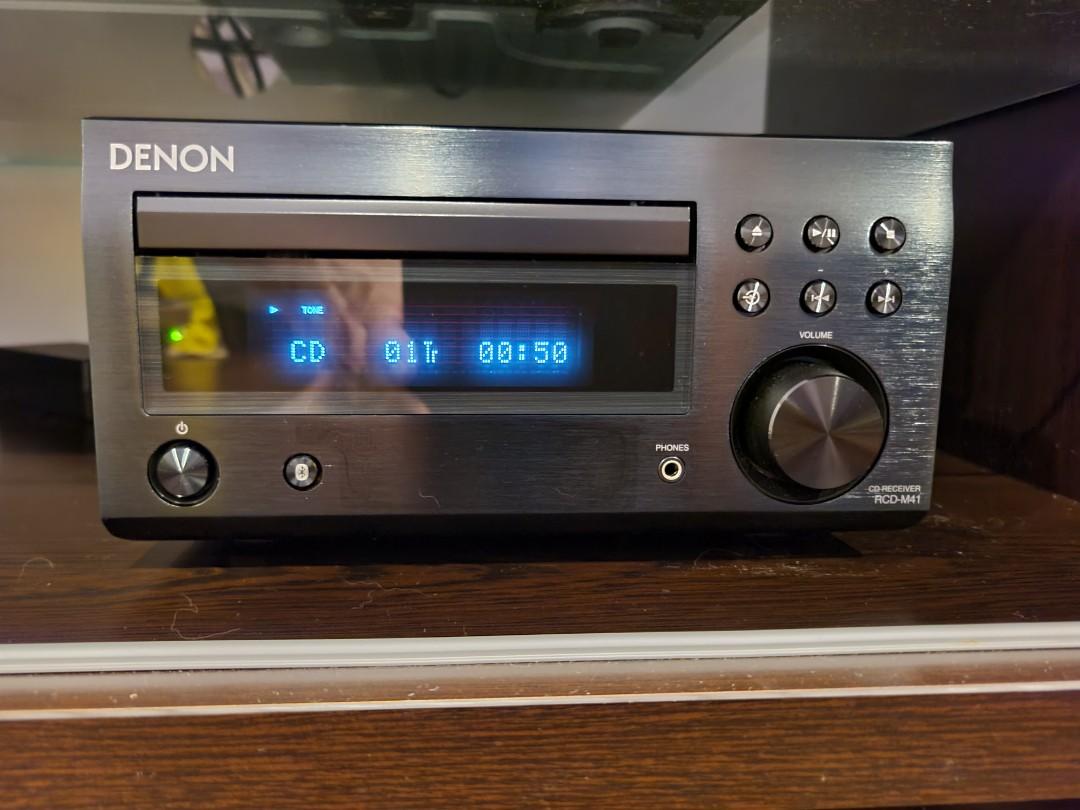 DENON
TONE
CD 01Tr 00:50
- +
VOLUME
PHONES
CD RECEIVER
RCD-M41